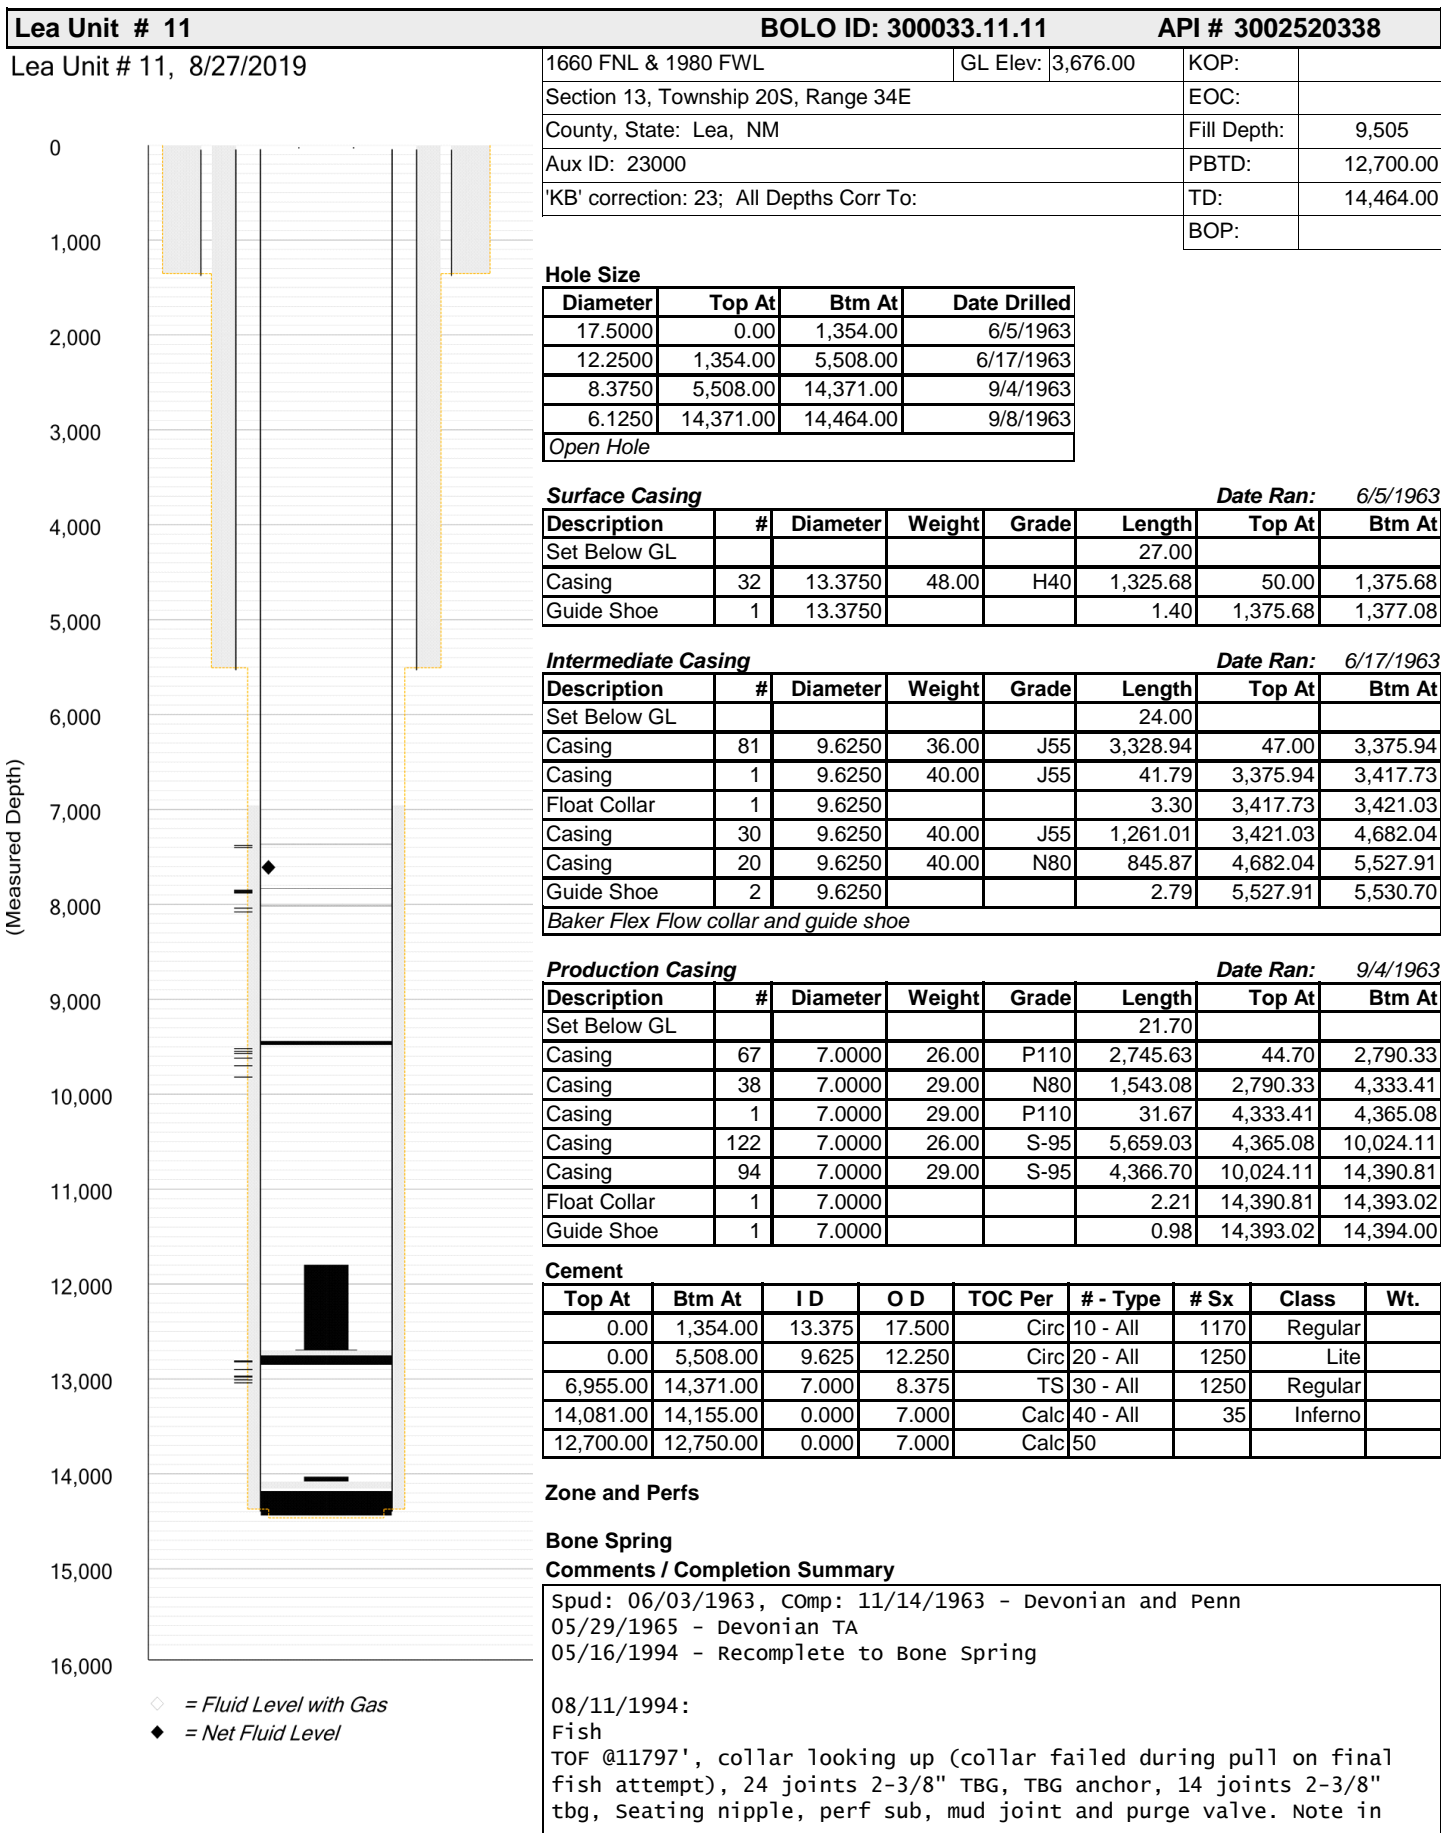 Lea Unit # 11 BOLO ID: 300033.11.11 API # 3002520338
Lea Unit # 11, 8/27/2019
1660 FNL & 1980 FWL GL Elev: 3,676.00 KOP:
Section 13, Township 20S, Range 34E EOC:
County, State: Lea, NM Fill Depth: 9,505
Aux ID: 23000 PBTD: 12,700.00
'KB' correction: 23; All Depths Corr To: TD: 14,464.00
BOP:
(Measured Depth)
0
1,000
2,000
3,000
4,000
5,000
6,000
7,000
8,000
9,000
10,000
11,000
12,000
13,000
14,000
15,000
16,000
= Fluid Level with Gas
= Net Fluid Level
Hole Size
Diameter Top At Btm At Date Drilled
17.5000 0.00 1,354.00 6/5/1963
12.2500 1,354.00 5,508.00 6/17/1963
8.3750 5,508.00 14,371.00 9/4/1963
6.1250 14,371.00 14,464.00 9/8/1963
Open Hole
Surface Casing Date Ran: 6/5/1963
Description # Diameter Weight Grade Length Top At Btm At
Set Below GL 27.00
Casing 32 13.3750 48.00 H40 1,325.68 50.00 1,375.68
Guide Shoe 1 13.3750 1.40 1,375.68 1,377.08
Intermediate Casing Date Ran: 6/17/1963
Description # Diameter Weight Grade Length Top At Btm At
Set Below GL 24.00
Casing 81 9.6250 36.00 J55 3,328.94 47.00 3,375.94
Casing 1 9.6250 40.00 J55 41.79 3,375.94 3,417.73
Float Collar 1 9.6250 3.30 3,417.73 3,421.03
Casing 30 9.6250 40.00 J55 1,261.01 3,421.03 4,682.04
Casing 20 9.6250 40.00 N80 845.87 4,682.04 5,527.91
Guide Shoe 2 9.6250 2.79 5,527.91 5,530.70
Baker Flex Flow collar and guide shoe
Production Casing Date Ran: 9/4/1963
Description # Diameter Weight Grade Length Top At Btm At
Set Below GL 21.70
Casing 67 7.0000 26.00 P110 2,745.63 44.70 2,790.33
Casing 38 7.0000 29.00 N80 1,543.08 2,790.33 4,333.41
Casing 1 7.0000 29.00 P110 31.67 4,333.41 4,365.08
Casing 122 7.0000 26.00 S-95 5,659.03 4,365.08 10,024.11
Casing 94 7.0000 29.00 S-95 4,366.70 10,024.11 14,390.81
Float Collar 1 7.0000 2.21 14,390.81 14,393.02
Guide Shoe 1 7.0000 0.98 14,393.02 14,394.00
Cement
Top At Btm At I D O D TOC Per # - Type # Sx Class Wt.
0.00 1,354.00 13.375 17.500 Circ 10 - All 1170 Regular
0.00 5,508.00 9.625 12.250 Circ 20 - All 1250 Lite
6,955.00 14,371.00 7.000 8.375 TS 30 - All 1250 Regular
14,081.00 14,155.00 0.000 7.000 Calc 40 - All 35 Inferno
12,700.00 12,750.00 0.000 7.000 Calc 50
Zone and Perfs
Bone Spring
Comments / Completion Summary
Spud: 06/03/1963, COmp: 11/14/1963 - Devonian and Penn
05/29/1965 - Devonian TA
05/16/1994 - Recomplete to Bone Spring
08/11/1994:
Fish
TOF @11797', collar looking up (collar failed during pull on final
fish attempt), 24 joints 2-3/8" TBG, TBG anchor, 14 joints 2-3/8"
tbg, Seating nipple, perf sub, mud joint and purge valve. Note in